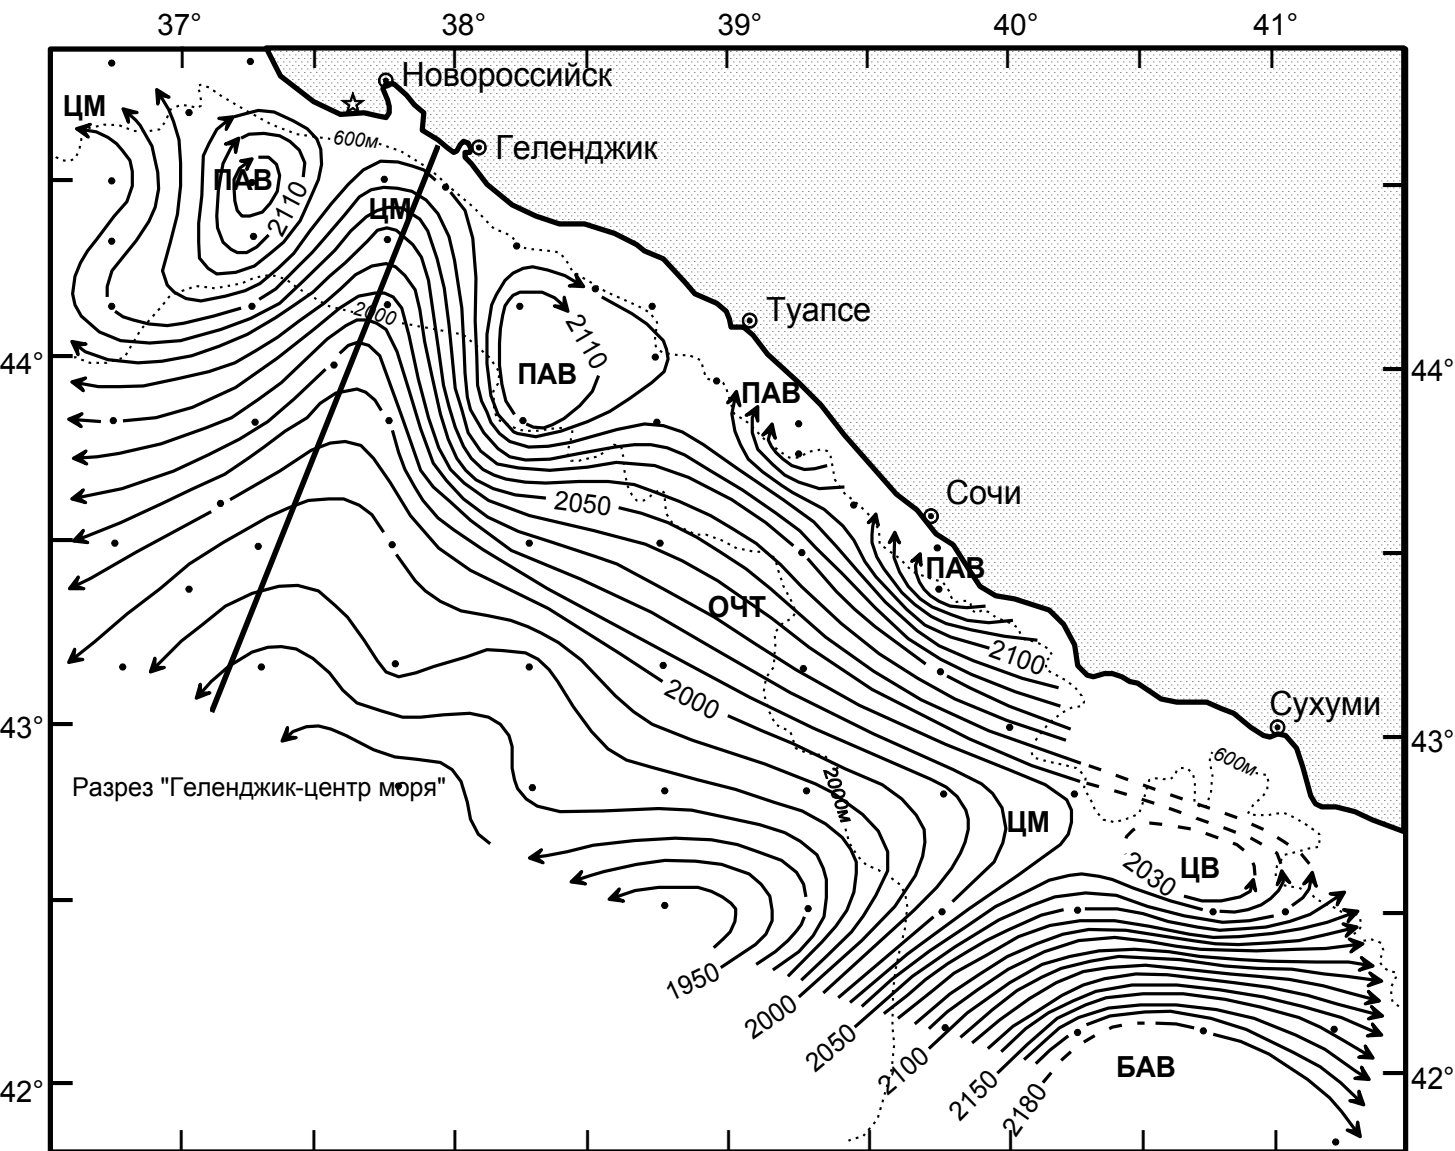 37° 38° 39° 40° 41°
Новороссийск
ЦМ
600м
Геленджик
ПАВ
2110
ЦМ
2000
Туапсе
2110
44°
44°
ПАВ
ПАВ
2050
Сочи
ПАВ
ОЧТ
2100
2000
Сухуми
43°
43°
600м
Разрез "Геленджик-центр моря"
2000м
ЦМ
2030
ЦВ
1950
2000
2050
2100
2150
2180
БАВ
42°
42°